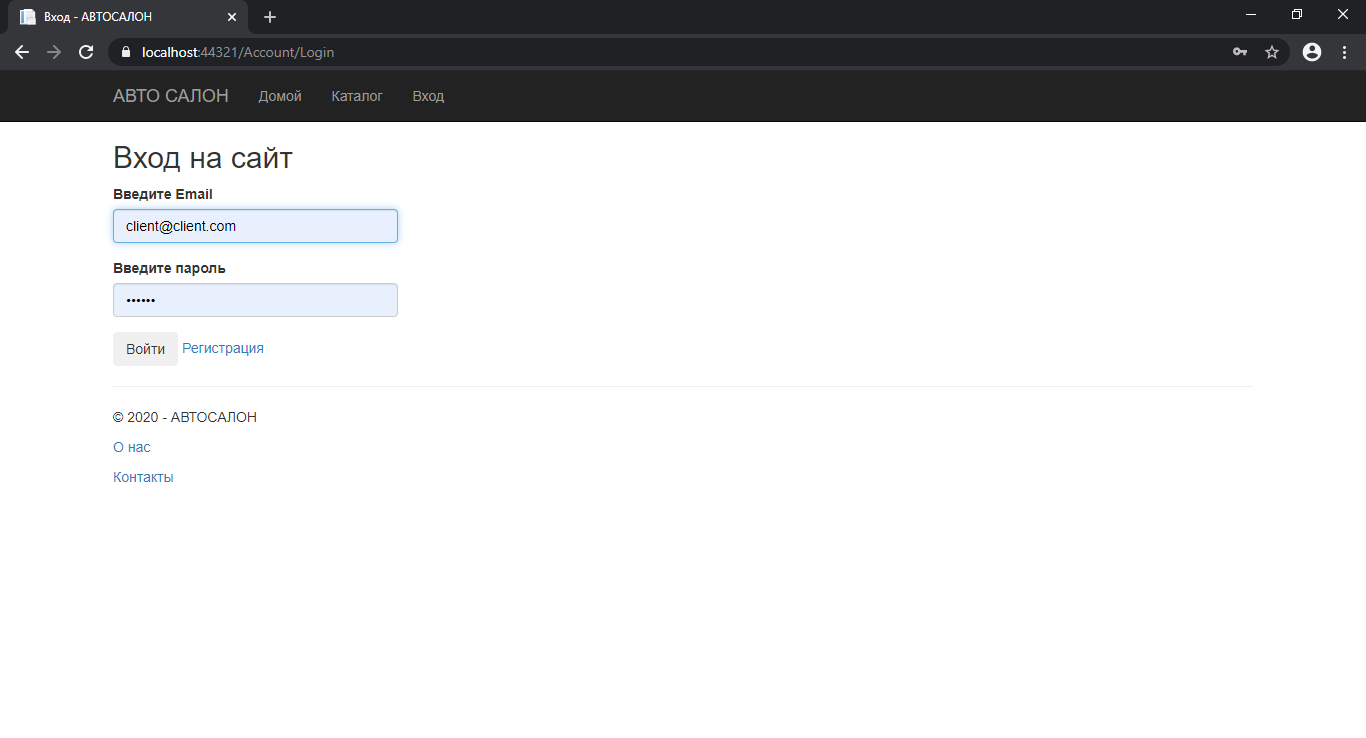 Вход - АВТОСАЛОН
localhost:44321/Account/Login
АВТО САЛОН Домой Каталог Вход
Вход на сайт
Введите Email
client@client.com
Введите пароль
••••••
Войти Регистрация
© 2020 - АВТОСАЛОН
О нас
Контакты